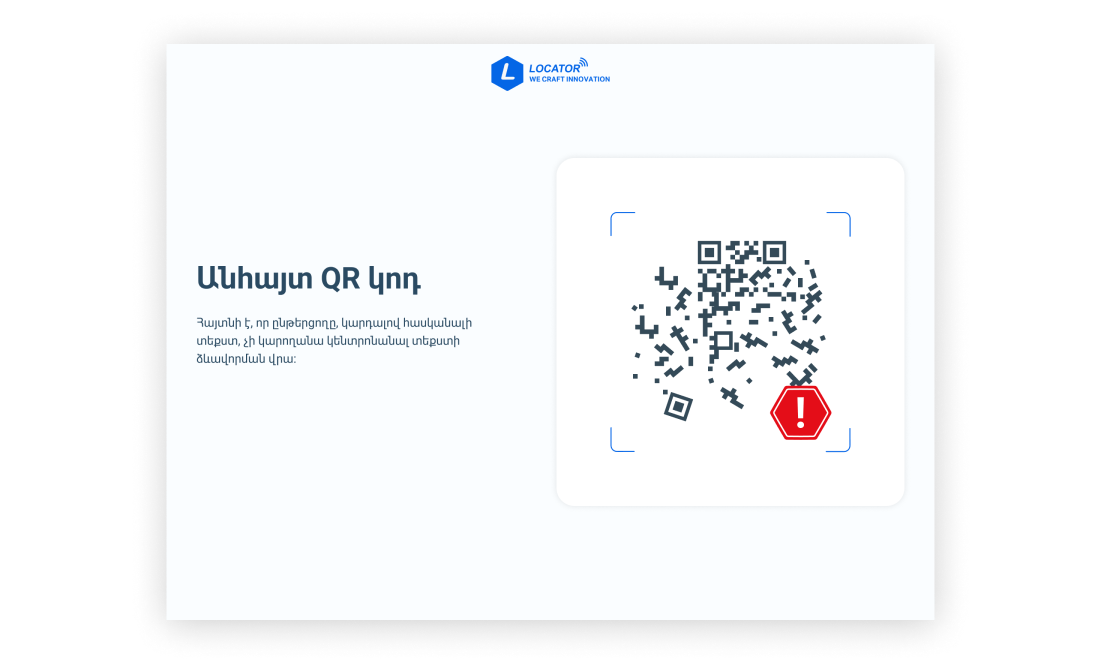 LOCATOR
WE CRAFT INNOVATION
Անհայտ QR կոդ
Հայտնի է, որ ընթերցողը, կարդալով հասկանալի
տեքստ, չի կարողանա կենտրոնանալ տեքստի
ձևավորման վրա: